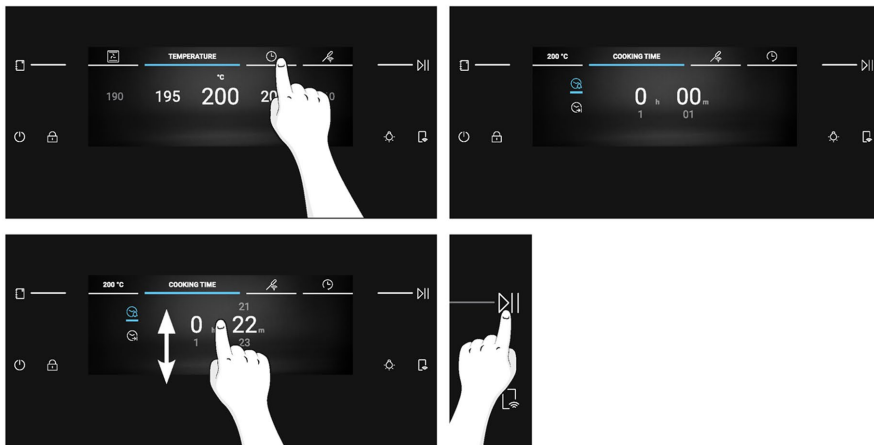 TEMPERATURE
°C
190 195 200
200 °C COOKING TIME
0 h 00 m
1 01
200 °C COOKING TIME
21
0 22 m
1 23